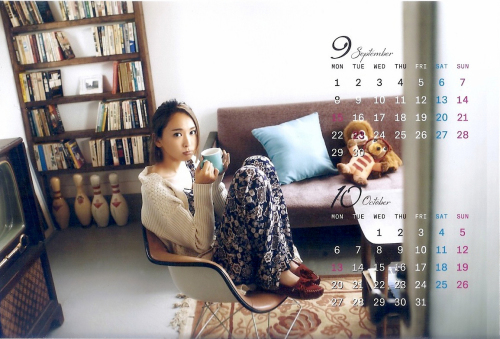 9 September
MON TUE WED THU FRI SAT SUN
1 2 3 4 5 6 7
8 9 10 11 12 13 14
15 16 17 18 19 20 21
22 23 24 25 26 27 28
29 30
10 October
MON TUE WED THU FRI SAT SUN
1 2 3 4 5
6 7 8 9 10 11 12
13 14 15 16 17 18 19
20 21 22 23 24 25 26
27 28 29 30 31